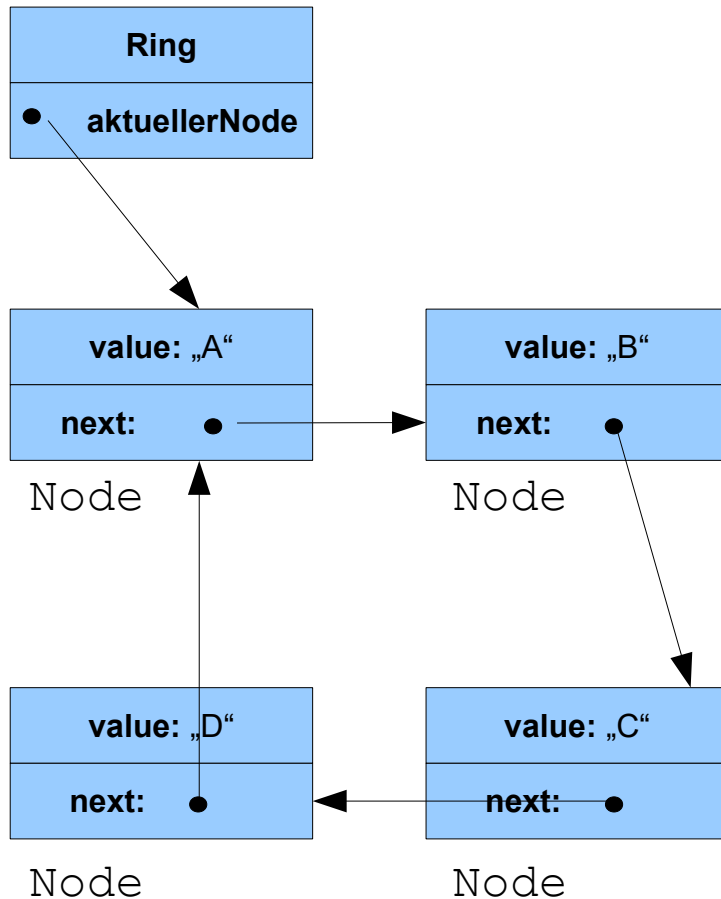 Ring
aktuellerNode
value: „A“
next:
Node
value: „B“
next:
Node
value: „D“
next:
Node
value: „C“
next:
Node